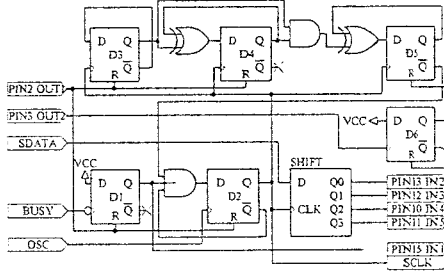 D Q D Q D Q
D3 D4 D5
Q Q Q
R R R
PIN2 OUT1
PIN3 OUT2
VCC D
D6
SDATA
R
VCC
SHIFT
D Q D Q D Q0 PIN13 IN2
D1 D2 Q1 PIN12 IN3
Q Q CLK Q2 PIN10 IN4
BUSY R R Q3 PIN11 IN5
OSC
PIN15 IN1
SCLK